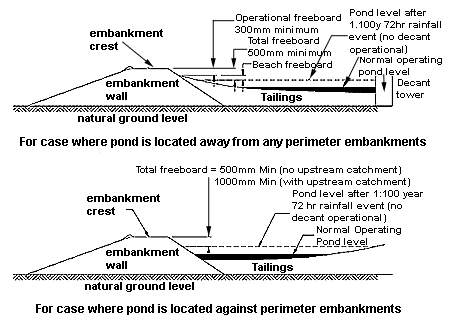 Operational freeboard
300mm minimum
Total freeboard
500mm minimum
Beach freeboard
Pond level after
1.100y 72hr rainfall
event (no decant
operational)
Normal operating
pond level
Decant
tower
embankment
crest
embankment
wall
Tailings
natural ground level
For case where pond is located away from any perimeter embankments
Total freeboard = 500mm Min (no upstream catchment)
1000mm Min (with upstream catchment)
Pond level after 1:100 year
72 hr rainfall event (no
decant operational)
Normal Operating
Pond level
embankment
crest
embankment
wall
Tailings
natural ground level
For case where pond is located against perimeter embankments